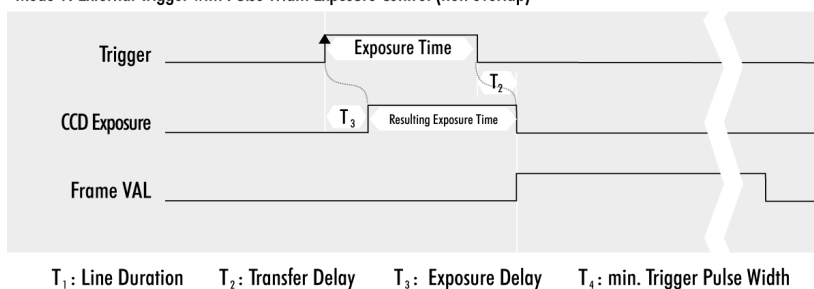 Mode 1: External Trigger with Pulse Width Exposure Control (non overlap)
Trigger
Exposure Time
T2
CCD Exposure
T3
Resulting Exposure Time
Frame VAL
T1: Line Duration T2: Transfer Delay T3: Exposure Delay T4: min. Trigger Pulse Width